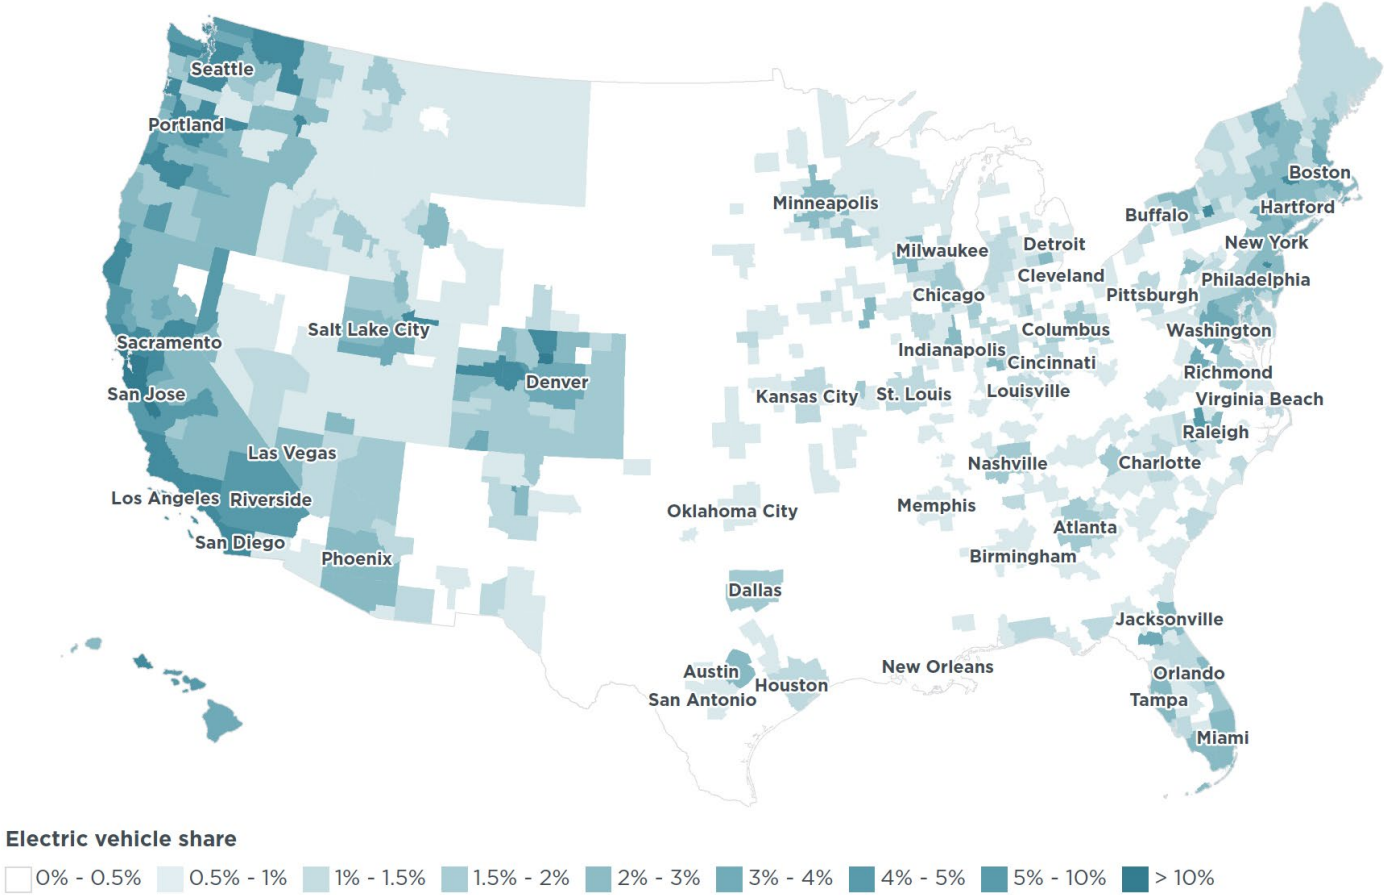 Seattle
Portland
Boston
Minneapolis
Hartford
Buffalo
New York
Milwaukee
Detroit
Cleveland
Philadelphia
Chicago
Pittsburgh
Salt Lake City
Columbus
Washington
Sacramento
Indianapolis
Cincinnati
Richmond
Denver
San Jose
Kansas City
St. Louis
Louisville
Virginia Beach
Raleigh
Las Vegas
Nashville
Charlotte
Los Angeles
Riverside
Memphis
Oklahoma City
Atlanta
San Diego
Birmingham
Phoenix
Dallas
Jacksonville
New Orleans
Austin
Orlando
Houston
San Antonio
Tampa
Miami
Electric vehicle share
0% - 0.5% 0.5% - 1% 1% - 1.5% 1.5% - 2% 2% - 3% 3% - 4% 4% - 5% 5% - 10% > 10%